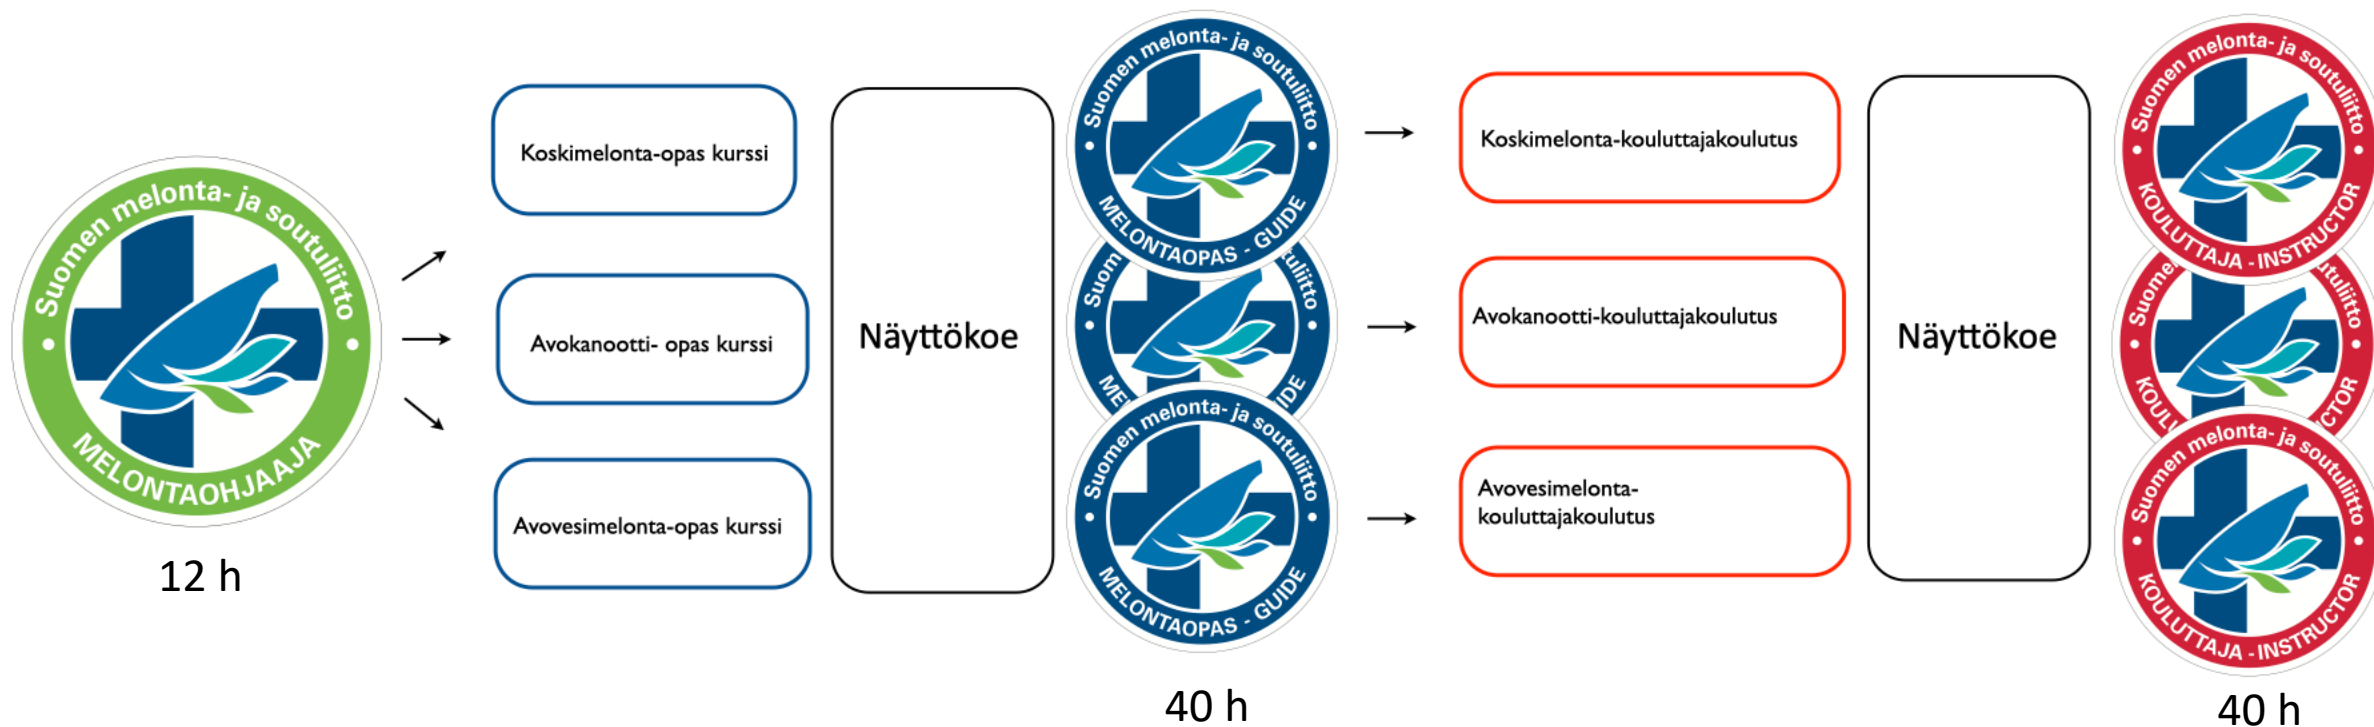 Suomen melonta- ja soutuliitto
MELONTAOHJAAJA
12 h
Koskimelonta-opas kurssi
Avokanootti- opas kurssi
Avovesimelonta-opas kurssi
Näyttökoe
Suomen melonta- ja soutuliitto
MELONTAOPAS - GUIDE
Suomen melonta- ja soutuliitto
MELONTAOPAS - GUIDE
40 h
Koskimelonta-kouluttajakoulutus
Avokanootti-kouluttajakoulutus
Avovesimelonta-
kouluttajakoulutus
Näyttökoe
Suomen melonta- ja soutuliitto
KOULUTTAJA - INSTRUCTOR
Suomen melonta- ja soutuliitto
KOULUTTAJA - INSTRUCTOR
40 h